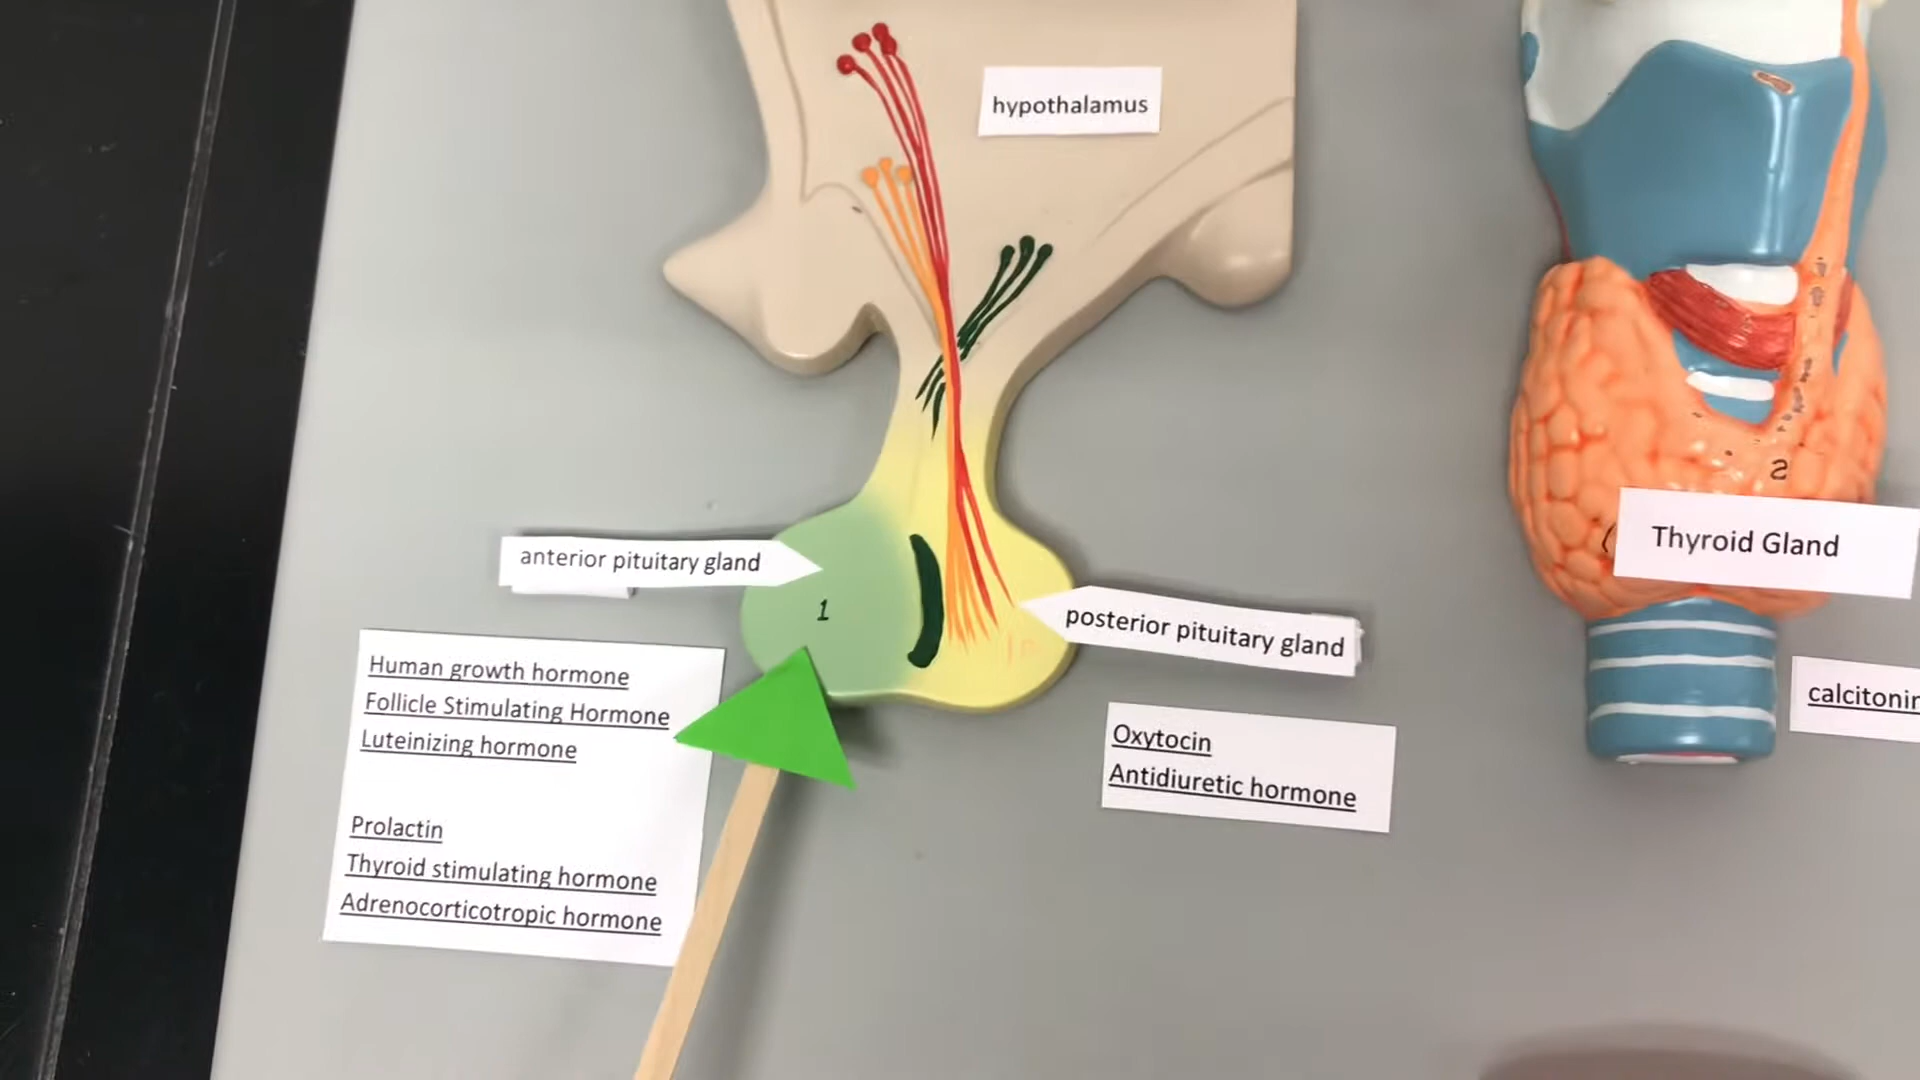 hypothalamus
anterior pituitary gland
1
posterior pituitary gland
Human growth hormone
Follicle Stimulating Hormone
Luteinizing hormone
Prolactin
Thyroid stimulating hormone
Adrenocorticotropic hormone
Oxytocin
Antidiuretic hormone
2
Thyroid Gland
calcitonin